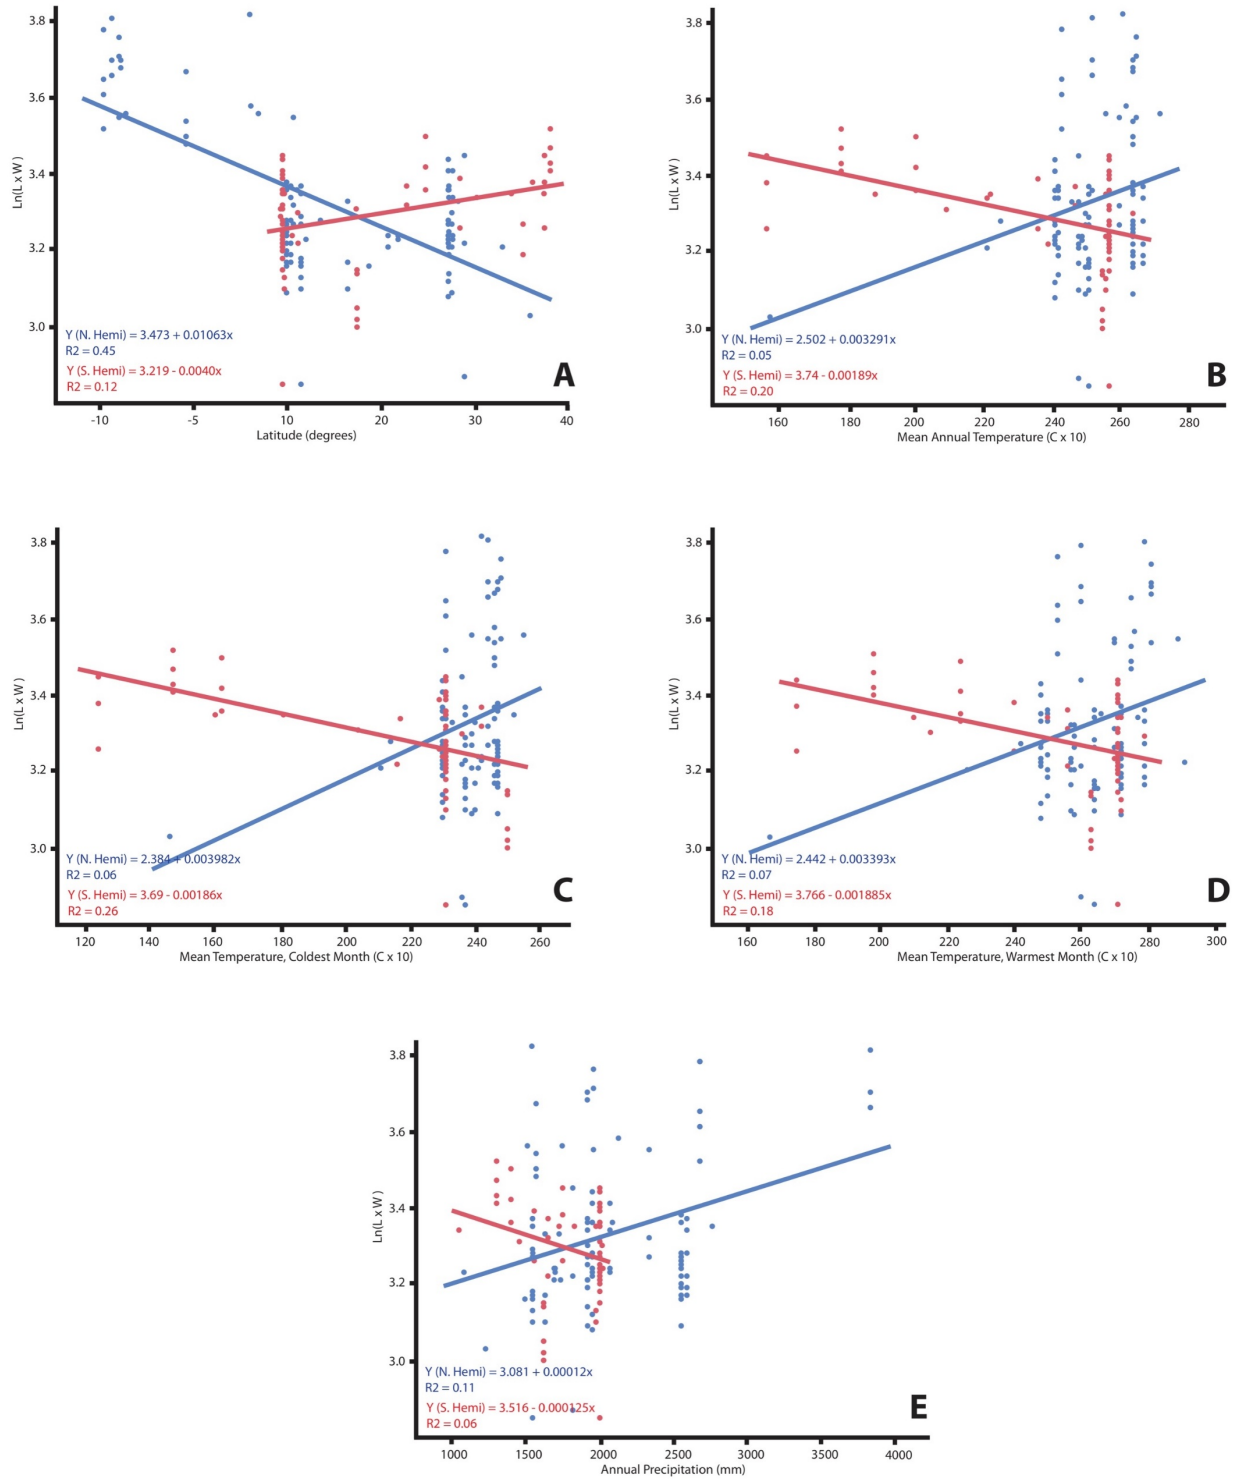 3.8
3.6
3.4
3.2
3.0
Ln(L x W)
Y (N. Hemi) = 3.473 + 0.01063x
R2 = 0.45
Y (S. Hemi) = 3.219 - 0.0040x
R2 = 0.12
A
-10 -5 10 20 30 40
Latitude (degrees)
3.8
3.6
3.4
3.2
3.0
Ln(L x W)
Y (N. Hemi) = 2.502 + 0.003291x
R2 = 0.05
Y (S. Hemi) = 3.74 - 0.00189x
R2 = 0.20
B
160 180 200 220 240 260 280
Mean Annual Temperature (C x 10)
3.8
3.6
3.4
3.2
3.0
Ln(L x W)
Y (N. Hemi) = 2.384 + 0.003982x
R2 = 0.06
Y (S. Hemi) = 3.69 - 0.00186x
R2 = 0.26
C
120 140 160 180 200 220 240 260
Mean Temperature, Coldest Month (C x 10)
3.8
3.6
3.4
3.2
3.0
Ln(L x W)
Y (N. Hemi) = 2.442 + 0.003393x
R2 = 0.07
Y (S. Hemi) = 3.766 - 0.001885x
R2 = 0.18
D
160 180 200 220 240 260 280 300
Mean Temperature, Warmest Month (C x 10)
3.8
3.6
3.4
3.2
3.0
Ln(L x W)
Y (N. Hemi) = 3.081 + 0.00012x
R2 = 0.11
Y (S. Hemi) = 3.516 - 0.000125x
R2 = 0.06
E
1000 1500 2000 2500 3000 3500 4000
Annual Precipitation (mm)